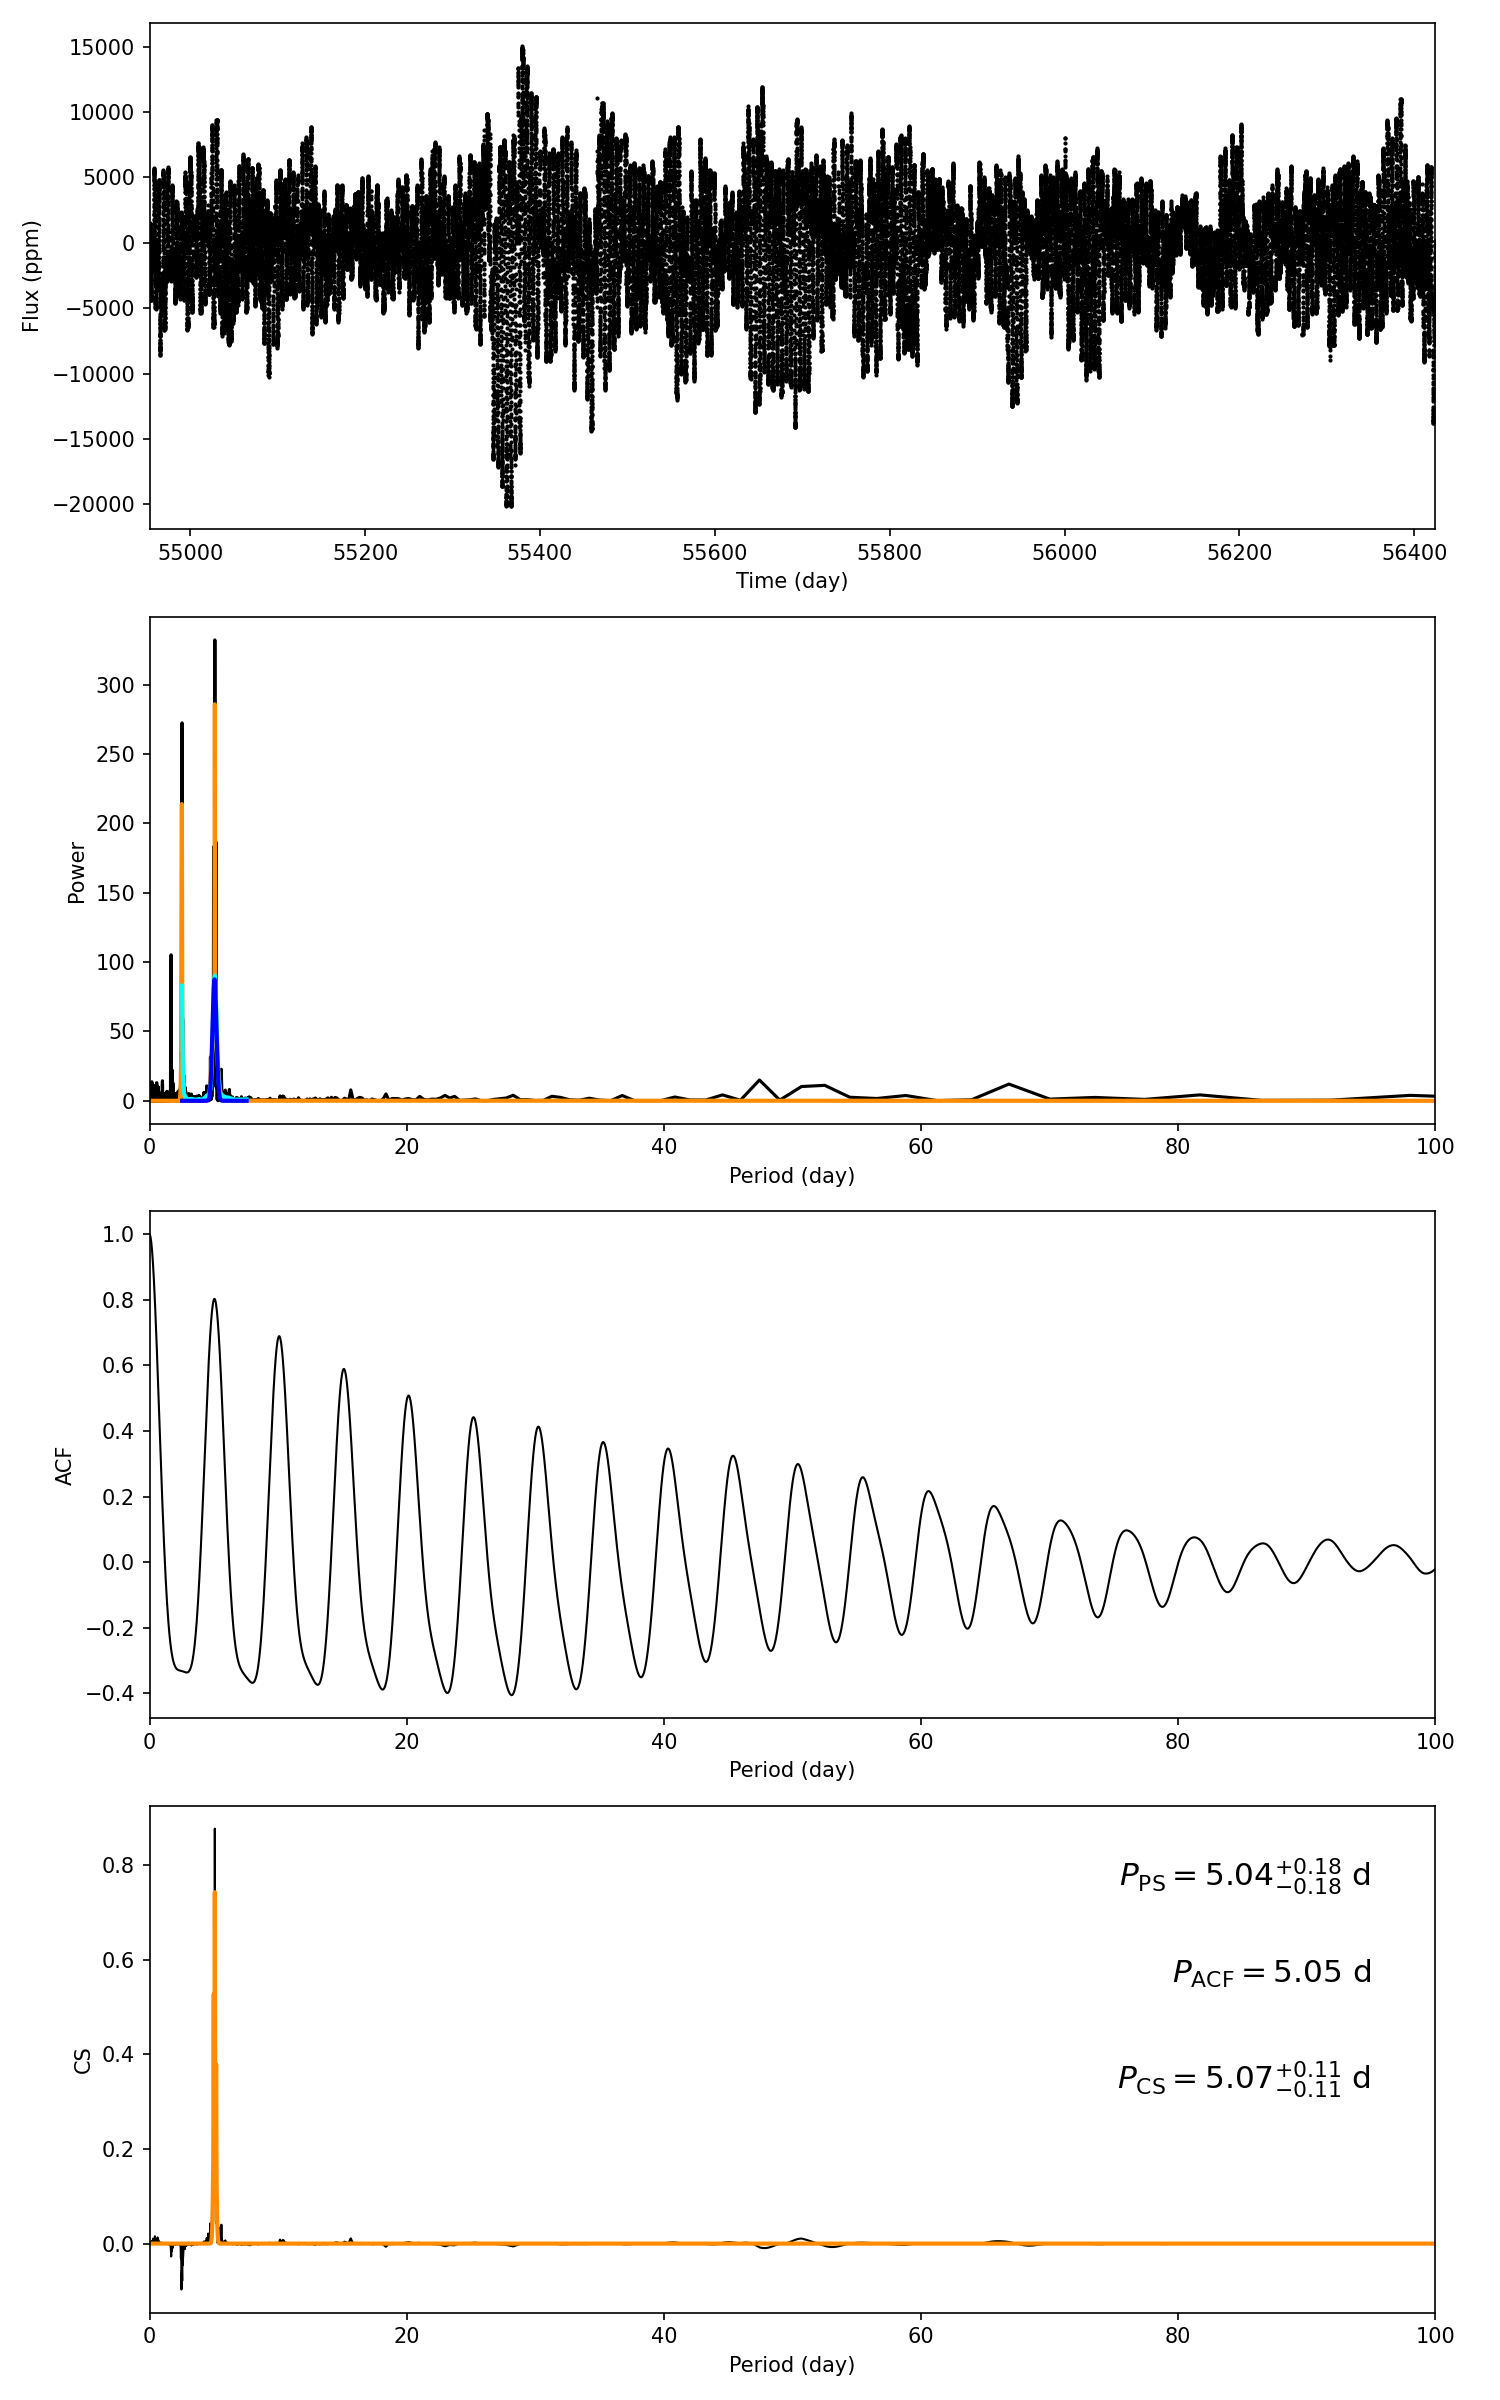 15000
10000
5000
0
−5000
−10000
−15000
−20000
Flux (ppm)
55000 55200 55400 55600 55800 56000 56200 56400
Time (day)
300
250
200
150
100
50
0
Power
0 20 40 60 80 100
Period (day)
1.0
0.8
0.6
0.4
0.2
0.0
−0.2
−0.4
ACF
0 20 40 60 80 100
Period (day)
0.8
0.6
0.4
0.2
0.0
CS
P_PS = 5.04^{+0.18}_{−0.18} d
P_ACF = 5.05 d
P_CS = 5.07^{+0.11}_{−0.11} d
0 20 40 60 80 100
Period (day)